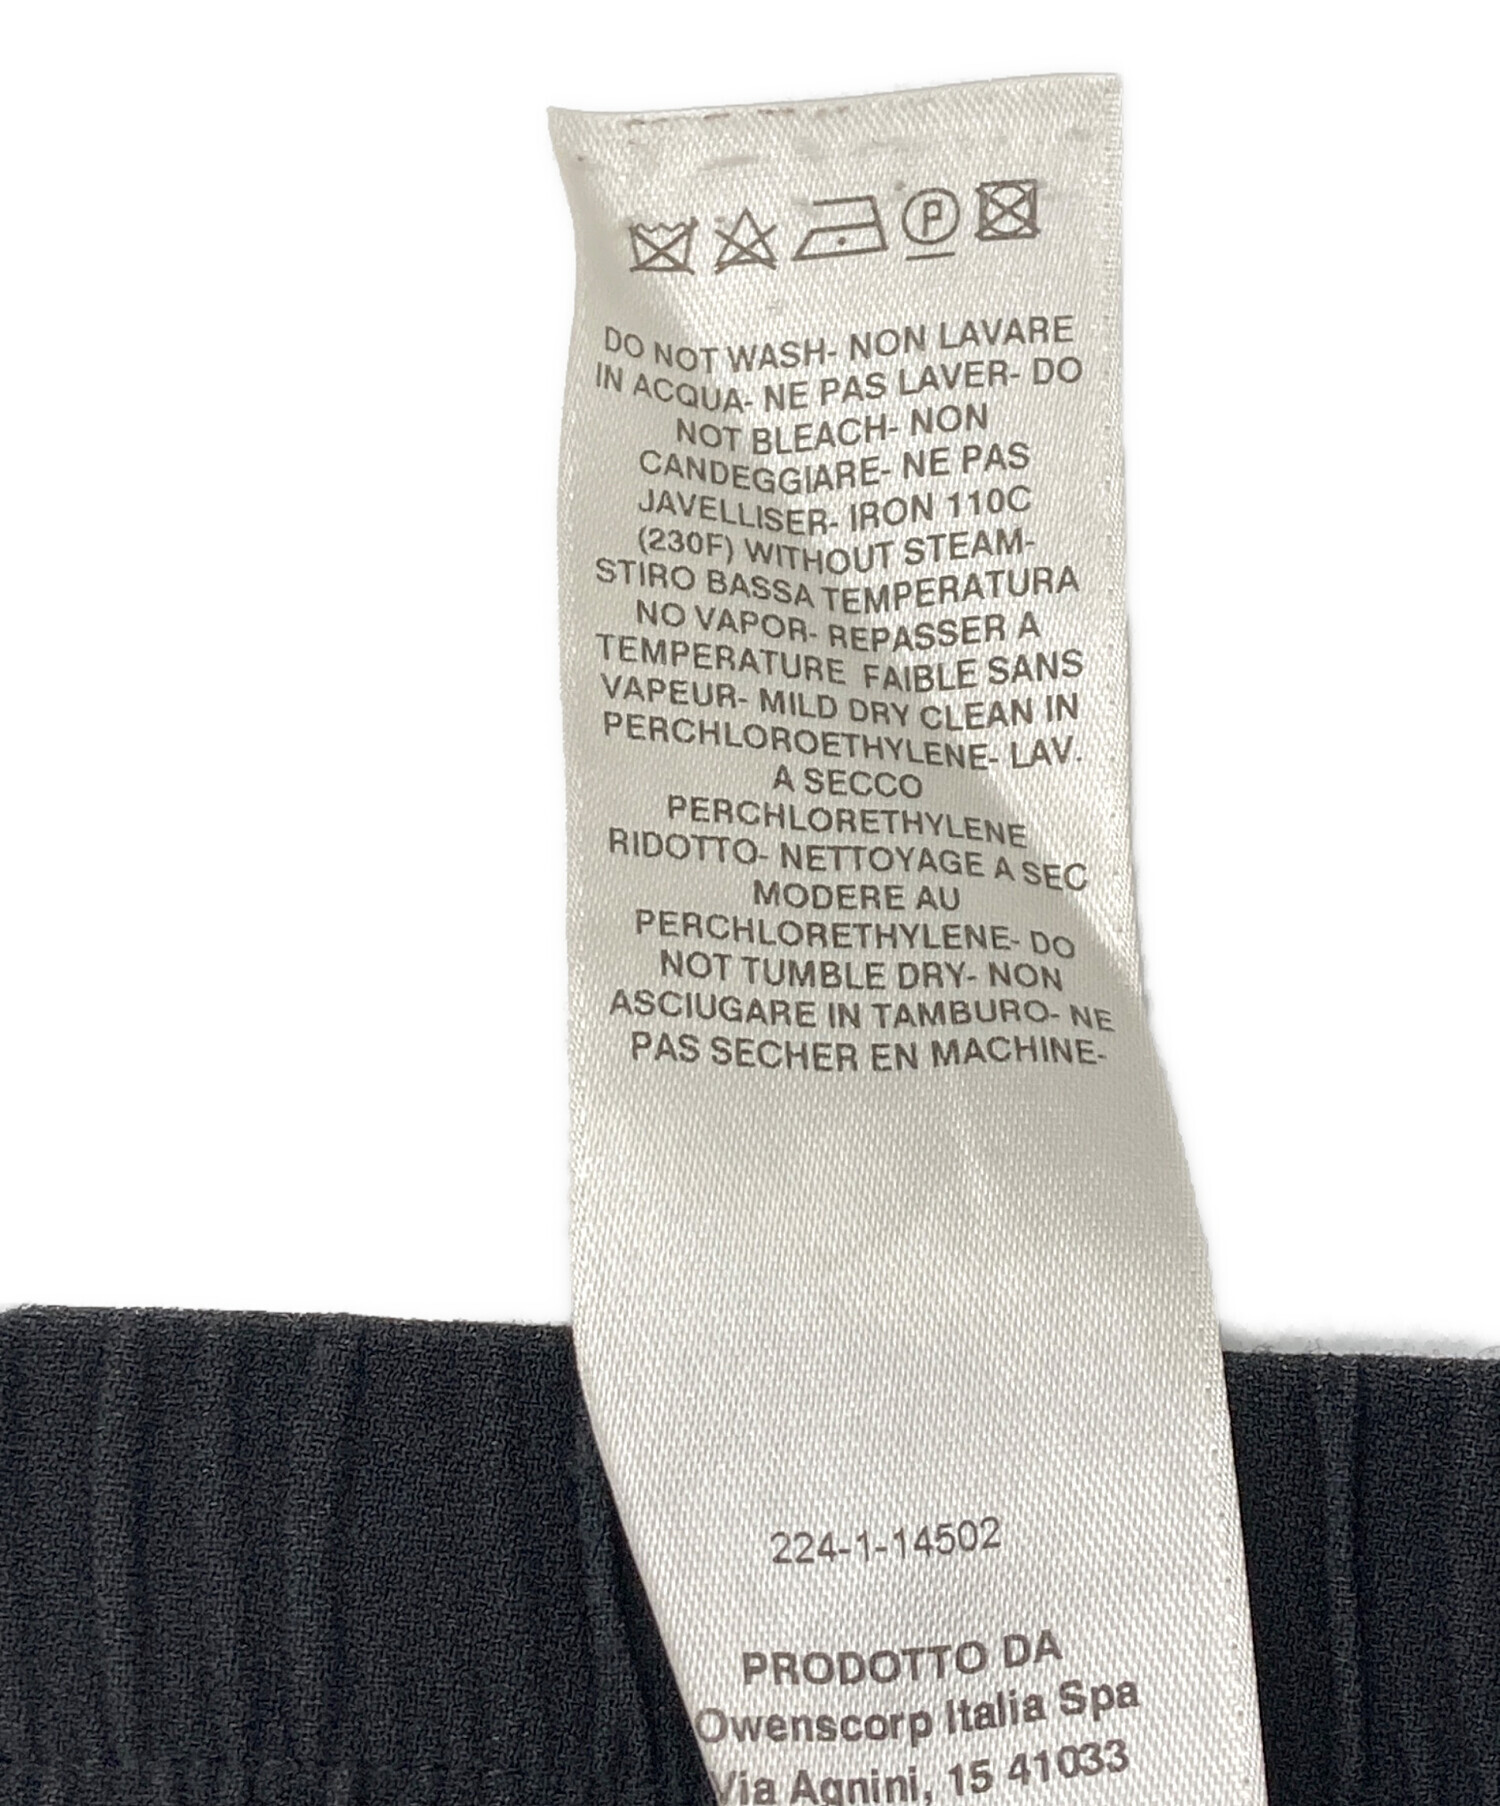 P
DO NOT WASH- NON LAVARE
IN ACQUA- NE PAS LAVER- DO
NOT BLEACH- NON
CANDEGGIARE- NE PAS
JAVELLISER- IRON 110C
(230F) WITHOUT STEAM-
STIRO BASSA TEMPERATURA
NO VAPOR- REPASSER A
TEMPERATURE FAIBLE SANS
VAPEUR- MILD DRY CLEAN IN
PERCHLOROETHYLENE- LAV.
A SECCO
PERCHLORETHYLENE
RIDOTTO- NETTOYAGE A SEC
MODERE AU
PERCHLORETHYLENE- DO
NOT TUMBLE DRY- NON
ASCIUGARE IN TAMBURO- NE
PAS SECHER EN MACHINE-
224-1-14502
PRODOTTO DA
Owenscorp Italia Spa
Via Agnini, 15 41033